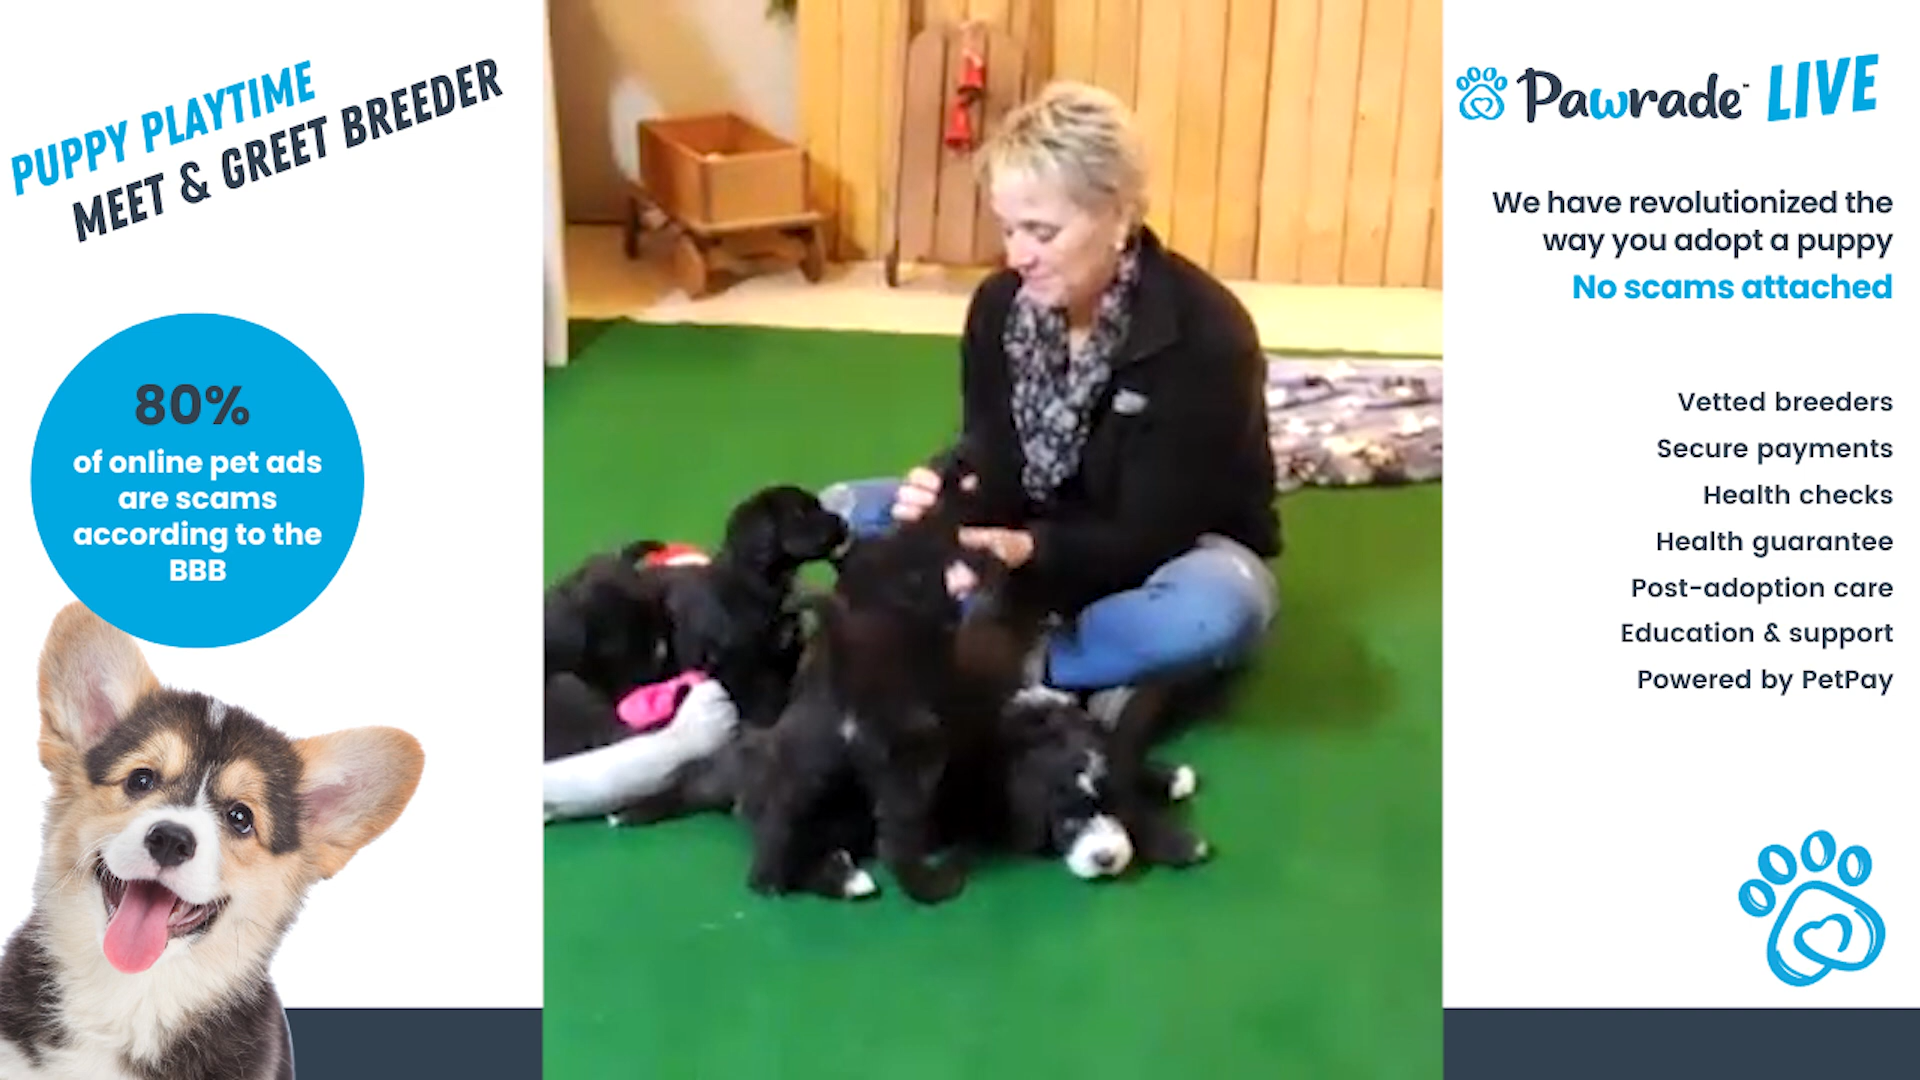 PUPPY PLAYTIME
MEET & GREET BREEDER
80%
of online pet ads
are scams
according to the
BBB
Pawrade™ LIVE
We have revolutionized the
way you adopt a puppy
No scams attached
Vetted breeders
Secure payments
Health checks
Health guarantee
Post-adoption care
Education & support
Powered by PetPay